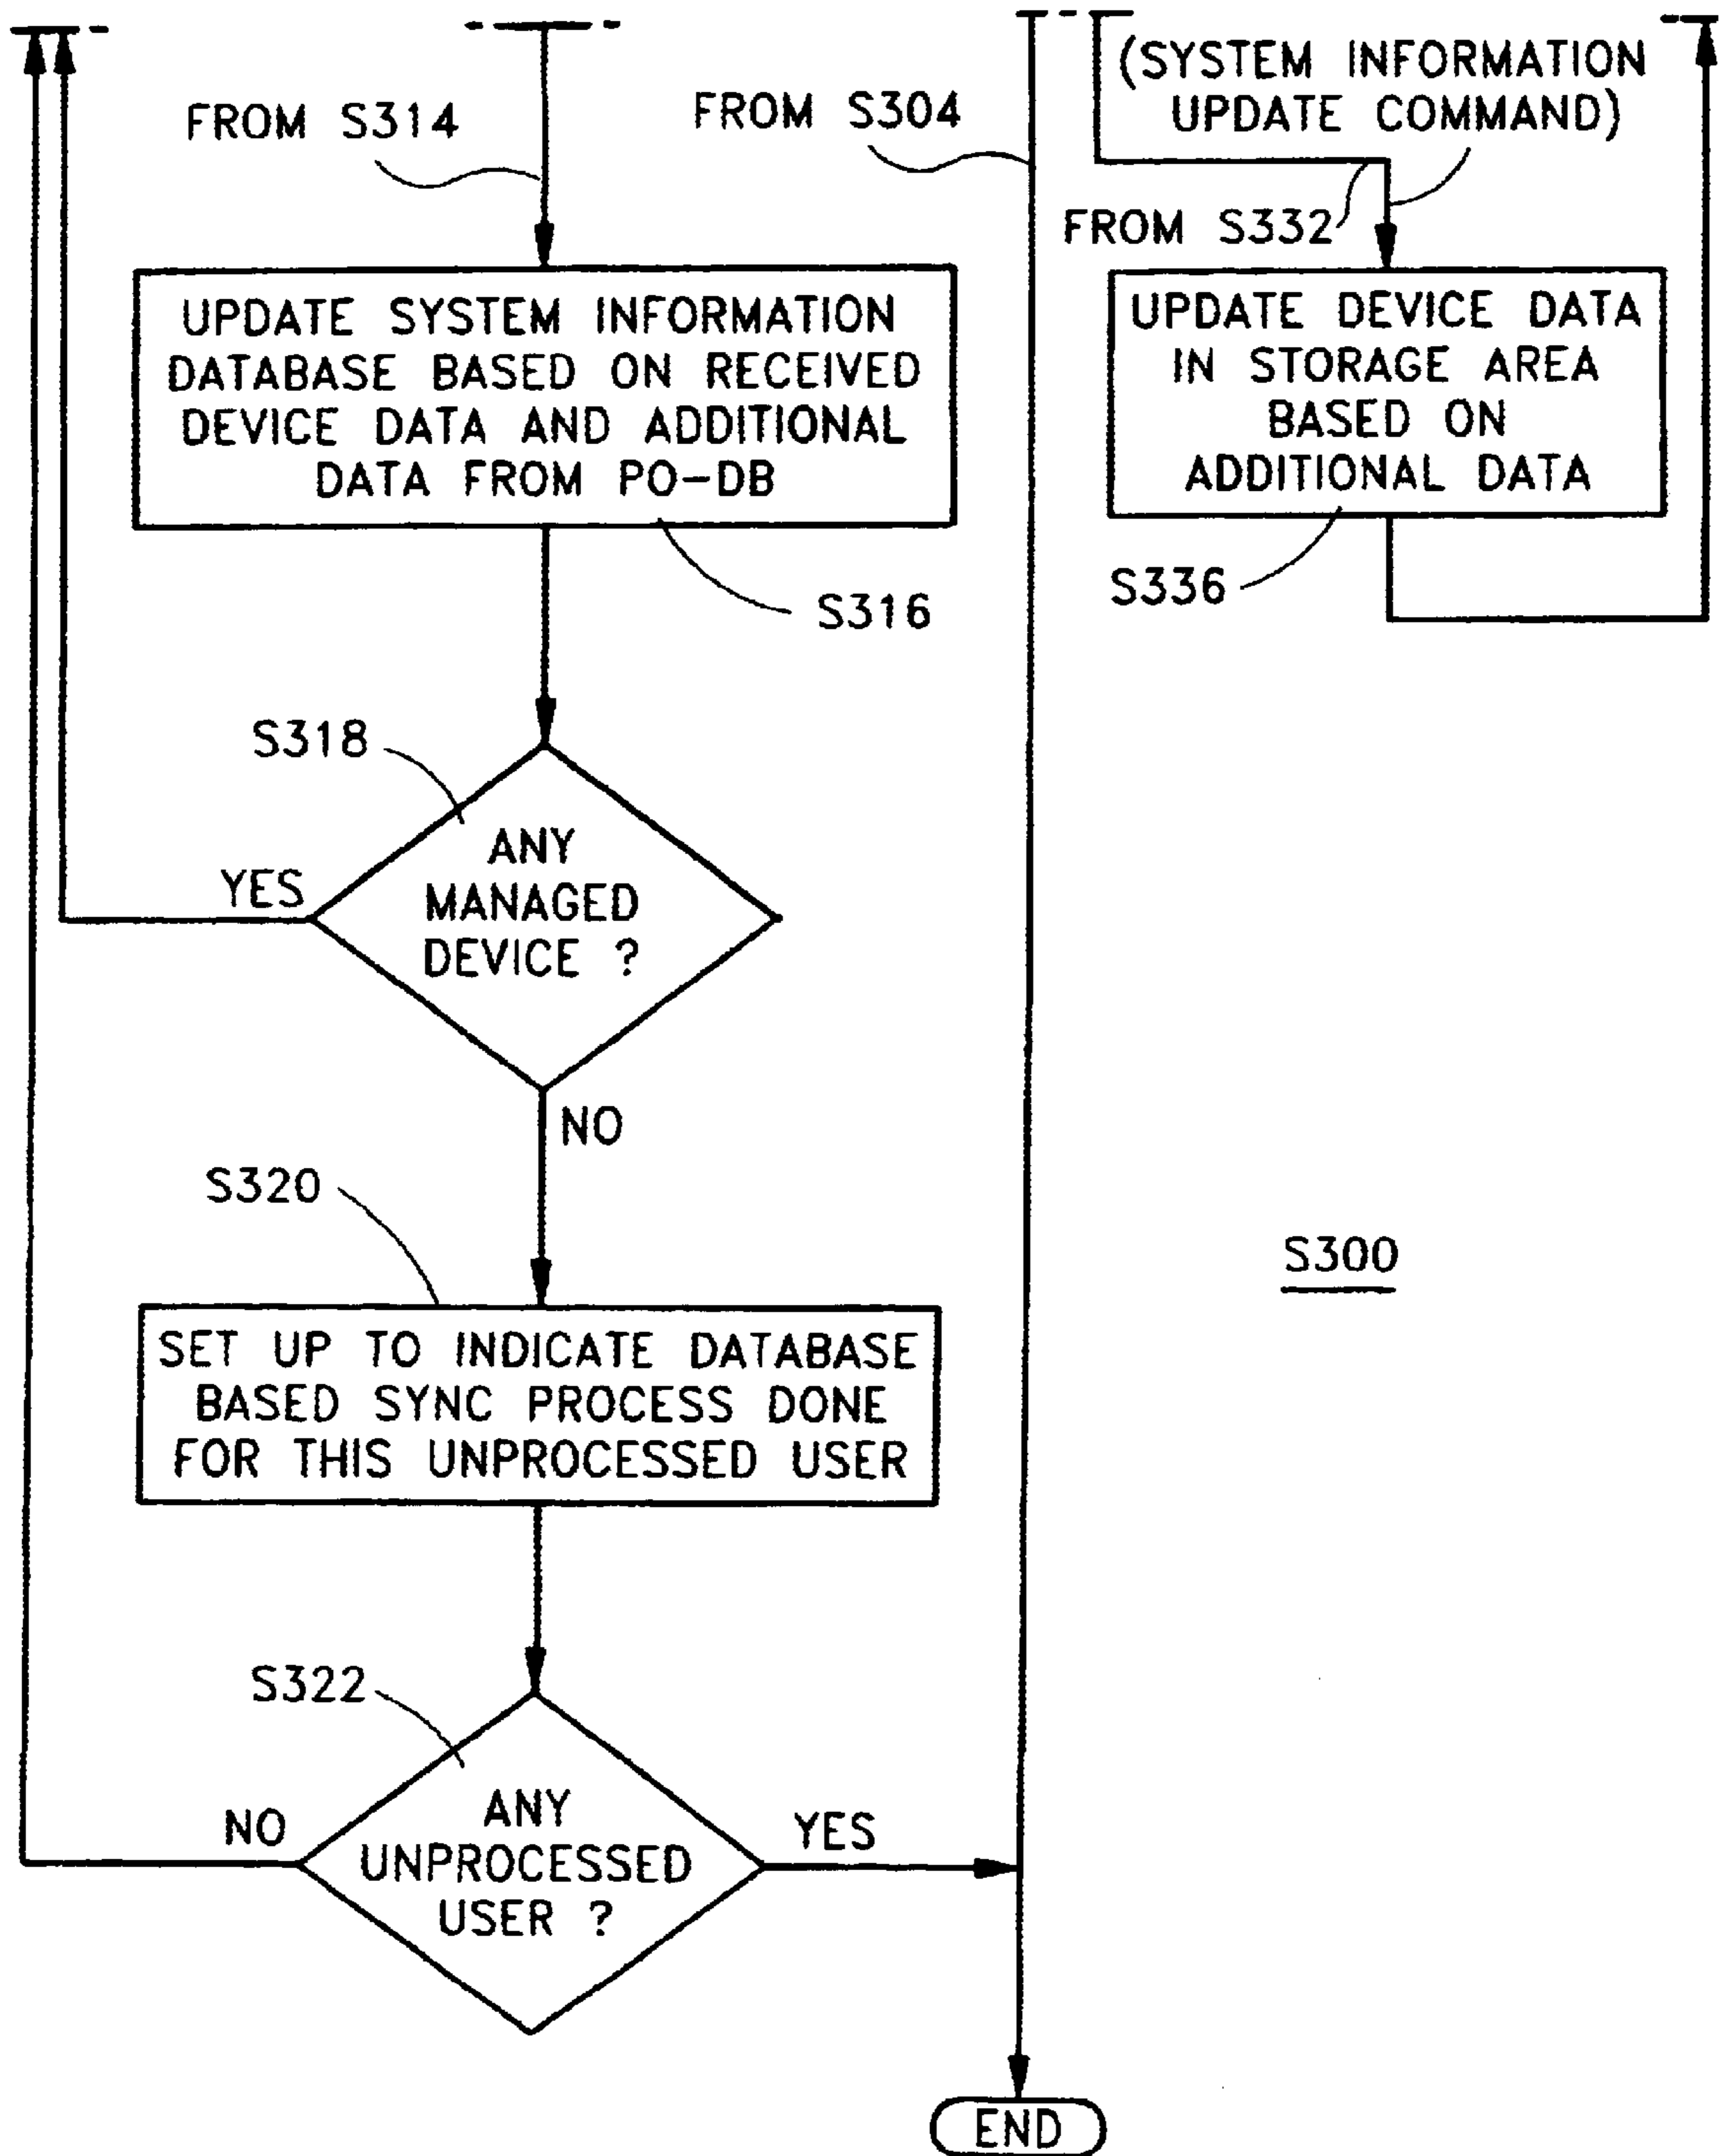 FROM S314
FROM S304
(SYSTEM INFORMATION
UPDATE COMMAND)
FROM S332
UPDATE SYSTEM INFORMATION
DATABASE BASED ON RECEIVED
DEVICE DATA AND ADDITIONAL
DATA FROM PO-DB
UPDATE DEVICE DATA
IN STORAGE AREA
BASED ON
ADDITIONAL DATA
S316
S336
S318
ANY
MANAGED
DEVICE ?
YES
NO
S320
SET UP TO INDICATE DATABASE
BASED SYNC PROCESS DONE
FOR THIS UNPROCESSED USER
S300
S322
ANY
UNPROCESSED
USER ?
NO
YES
END